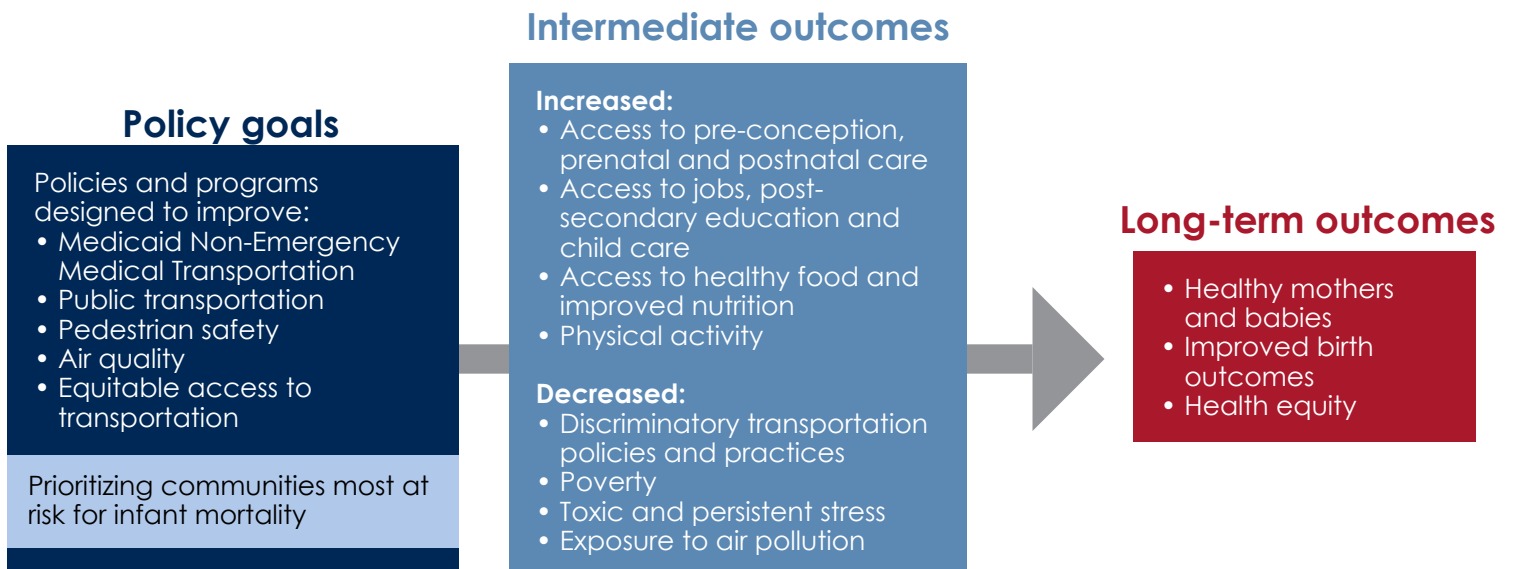 Policy goals
Policies and programs
designed to improve:
• Medicaid Non-Emergency
Medical Transportation
• Public transportation
• Pedestrian safety
• Air quality
• Equitable access to
transportation
Prioritizing communities most at
risk for infant mortality
Intermediate outcomes
Increased:
• Access to pre-conception,
prenatal and postnatal care
• Access to jobs, post-
secondary education and
child care
• Access to healthy food and
improved nutrition
• Physical activity
Decreased:
• Discriminatory transportation
policies and practices
• Poverty
• Toxic and persistent stress
• Exposure to air pollution
Long-term outcomes
• Healthy mothers
and babies
• Improved birth
outcomes
• Health equity